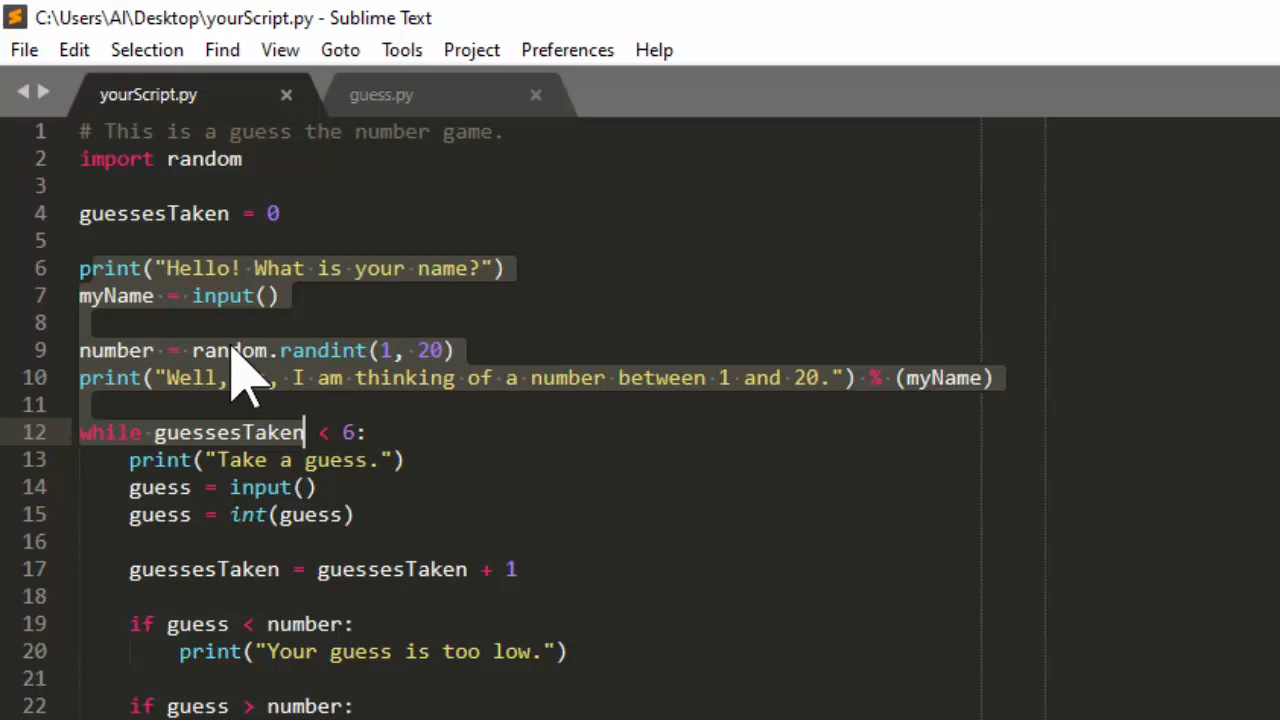 C:\Users\Al\Desktop\yourScript.py - Sublime Text
File Edit Selection Find View Goto Tools Project Preferences Help
yourScript.py × guess.py ×
1 # This is a guess the number game.
2 import random
3
4 guessesTaken = 0
5
6 print("Hello! What is your name?")
7 myName = input()
8
9 number = random.randint(1, 20)
10 print("Well, , I am thinking of a number between 1 and 20.") % (myName)
11
12 while guessesTaken < 6:
13     print("Take a guess.")
14     guess = input()
15     guess = int(guess)
16
17     guessesTaken = guessesTaken + 1
18
19     if guess < number:
20         print("Your guess is too low.")
21
22     if guess > number: